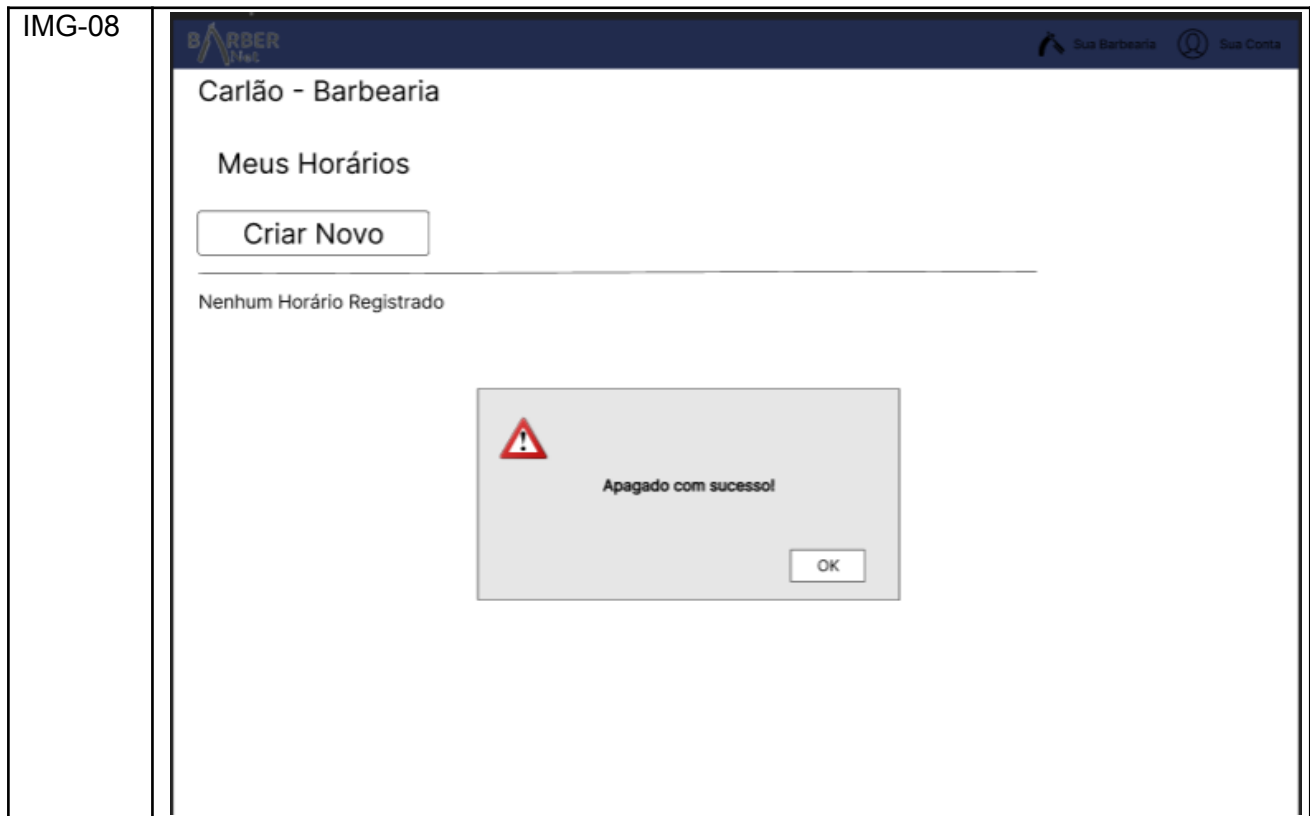 IMG-08
BARBER
Net
Sua Barbearia
Sua Conta
Carlão - Barbearia
Meus Horários
Criar Novo
Nenhum Horário Registrado
Apagado com sucesso!
OK